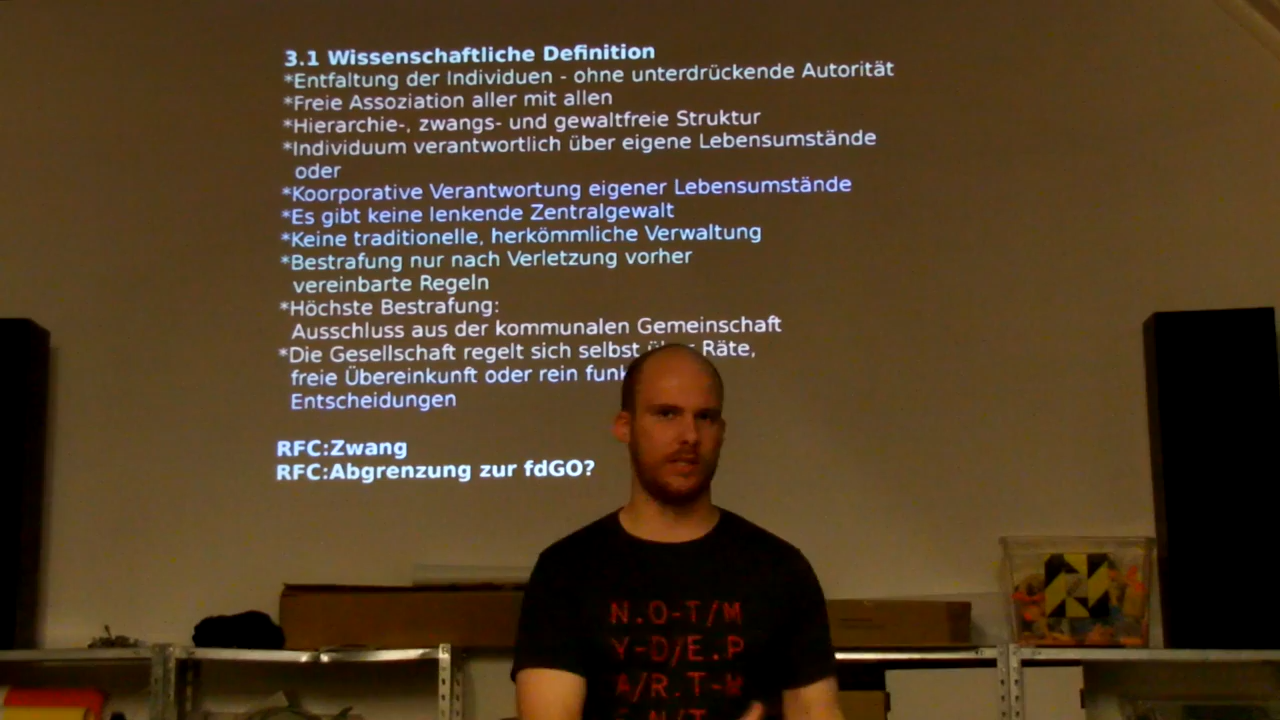 3.1 Wissenschaftliche Definition
*Entfaltung der Individuen - ohne unterdrückende Autorität
*Freie Assoziation aller mit allen
*Hierarchie-, zwangs- und gewaltfreie Struktur
*Individuum verantwortlich über eigene Lebensumstände
oder
*Koorporative Verantwortung eigener Lebensumstände
*Es gibt keine lenkende Zentralgewalt
*Keine traditionelle, herkömmliche Verwaltung
*Bestrafung nur nach Verletzung vorher
vereinbarte Regeln
*Höchste Bestrafung:
Ausschluss aus der kommunalen Gemeinschaft
*Die Gesellschaft regelt sich selbst über Räte,
freie Übereinkunft oder rein
Entscheidungen
RFC:Zwang
RFC:Abgrenzung zur fdGO?
N.O-T/M
Y-D/E.P
A/R.T-M